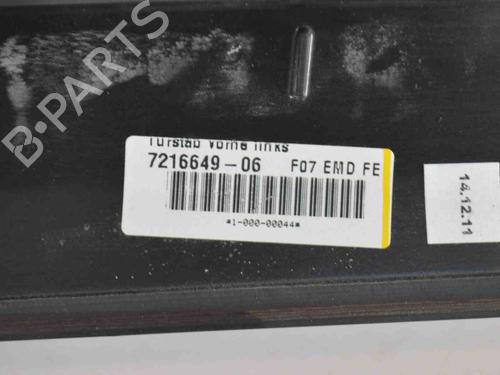 B-PARTS
Türstab vorne links
7216649-06 F07 EMD FE
*1-000-00044*
14.12.11